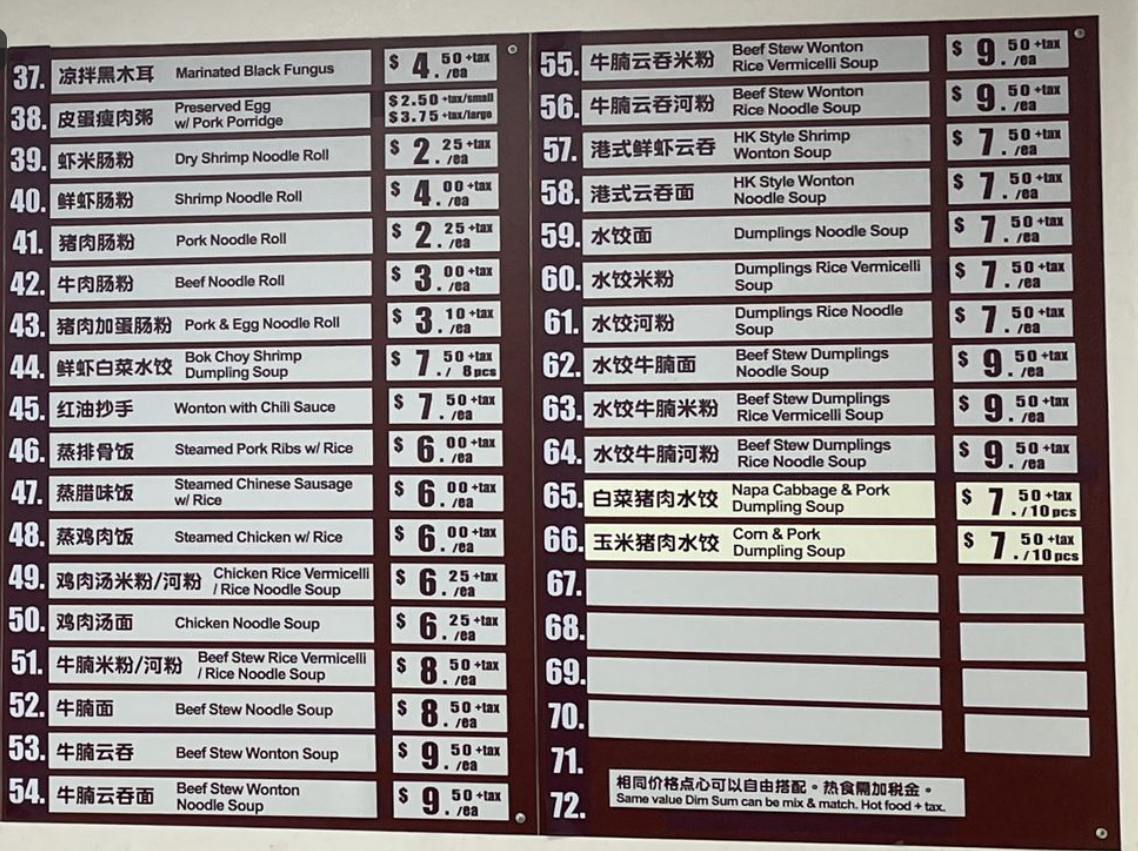 37. 凉拌黑木耳 Marinated Black Fungus $4.50 +tax /ea
38. 皮蛋瘦肉粥 Preserved Egg w/ Pork Porridge $2.50 +tax/small $3.75 +tax/large
39. 虾米肠粉 Dry Shrimp Noodle Roll $2.25 +tax /ea
40. 鲜虾肠粉 Shrimp Noodle Roll $4.00 +tax /ea
41. 猪肉肠粉 Pork Noodle Roll $2.25 +tax /ea
42. 牛肉肠粉 Beef Noodle Roll $3.00 +tax /ea
43. 猪肉加蛋肠粉 Pork & Egg Noodle Roll $3.10 +tax /ea
44. 鲜虾白菜水饺 Bok Choy Shrimp Dumpling Soup $7.50 +tax / 8pcs
45. 红油抄手 Wonton with Chili Sauce $7.50 +tax /ea
46. 蒸排骨饭 Steamed Pork Ribs w/ Rice $6.00 +tax /ea
47. 蒸腊味饭 Steamed Chinese Sausage w/ Rice $6.00 +tax /ea
48. 蒸鸡肉饭 Steamed Chicken w/ Rice $6.00 +tax /ea
49. 鸡肉汤米粉/河粉 Chicken Rice Vermicelli / Rice Noodle Soup $6.25 +tax /ea
50. 鸡肉汤面 Chicken Noodle Soup $6.25 +tax /ea
51. 牛腩米粉/河粉 Beef Stew Rice Vermicelli / Rice Noodle Soup $8.50 +tax /ea
52. 牛腩面 Beef Stew Noodle Soup $8.50 +tax /ea
53. 牛腩云吞 Beef Stew Wonton Soup $9.50 +tax /ea
54. 牛腩云吞面 Beef Stew Wonton Noodle Soup $9.50 +tax /ea
55. 牛腩云吞米粉 Beef Stew Wonton Rice Vermicelli Soup $9.50 +tax /ea
56. 牛腩云吞河粉 Beef Stew Wonton Rice Noodle Soup $9.50 +tax /ea
57. 港式鲜虾云吞 HK Style Shrimp Wonton Soup $7.50 +tax /ea
58. 港式云吞面 HK Style Wonton Noodle Soup $7.50 +tax /ea
59. 水饺面 Dumplings Noodle Soup $7.50 +tax /ea
60. 水饺米粉 Dumplings Rice Vermicelli Soup $7.50 +tax /ea
61. 水饺河粉 Dumplings Rice Noodle Soup $7.50 +tax /ea
62. 水饺牛腩面 Beef Stew Dumplings Noodle Soup $9.50 +tax /ea
63. 水饺牛腩米粉 Beef Stew Dumplings Rice Vermicelli Soup $9.50 +tax /ea
64. 水饺牛腩河粉 Beef Stew Dumplings Rice Noodle Soup $9.50 +tax /ea
65. 白菜猪肉水饺 Napa Cabbage & Pork Dumpling Soup $7.50 +tax /10pcs
66. 玉米猪肉水饺 Corn & Pork Dumpling Soup $7.50 +tax /10pcs
67.
68.
69.
70.
71.
72.
相同价格点心可以自由搭配。热食需加税金。
Same value Dim Sum can be mix & match. Hot food + tax.